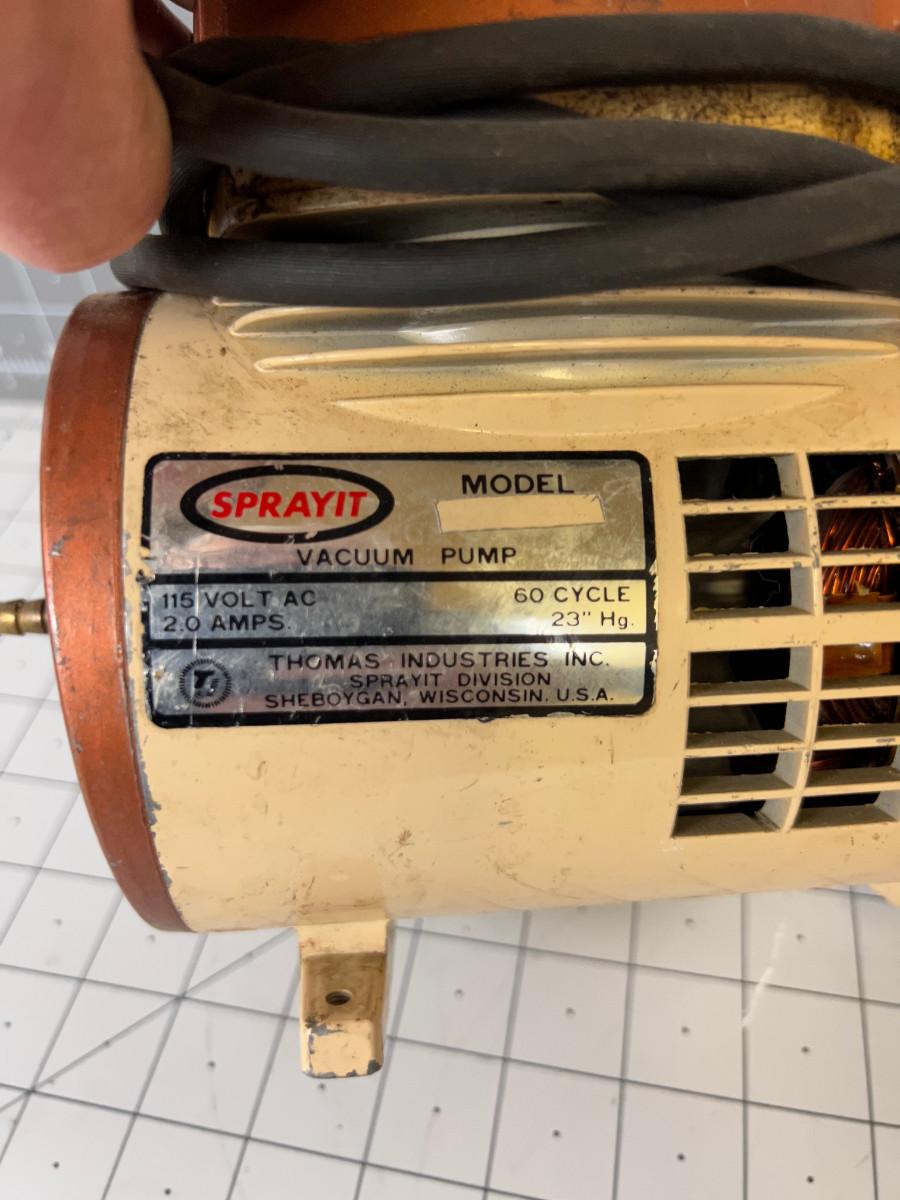 SPRAYIT
MODEL
VACUUM PUMP
115 VOLT AC 60 CYCLE
2.0 AMPS. 23" Hg.
THOMAS INDUSTRIES INC.
SPRAYIT DIVISION
SHEBOYGAN, WISCONSIN. U.S.A.